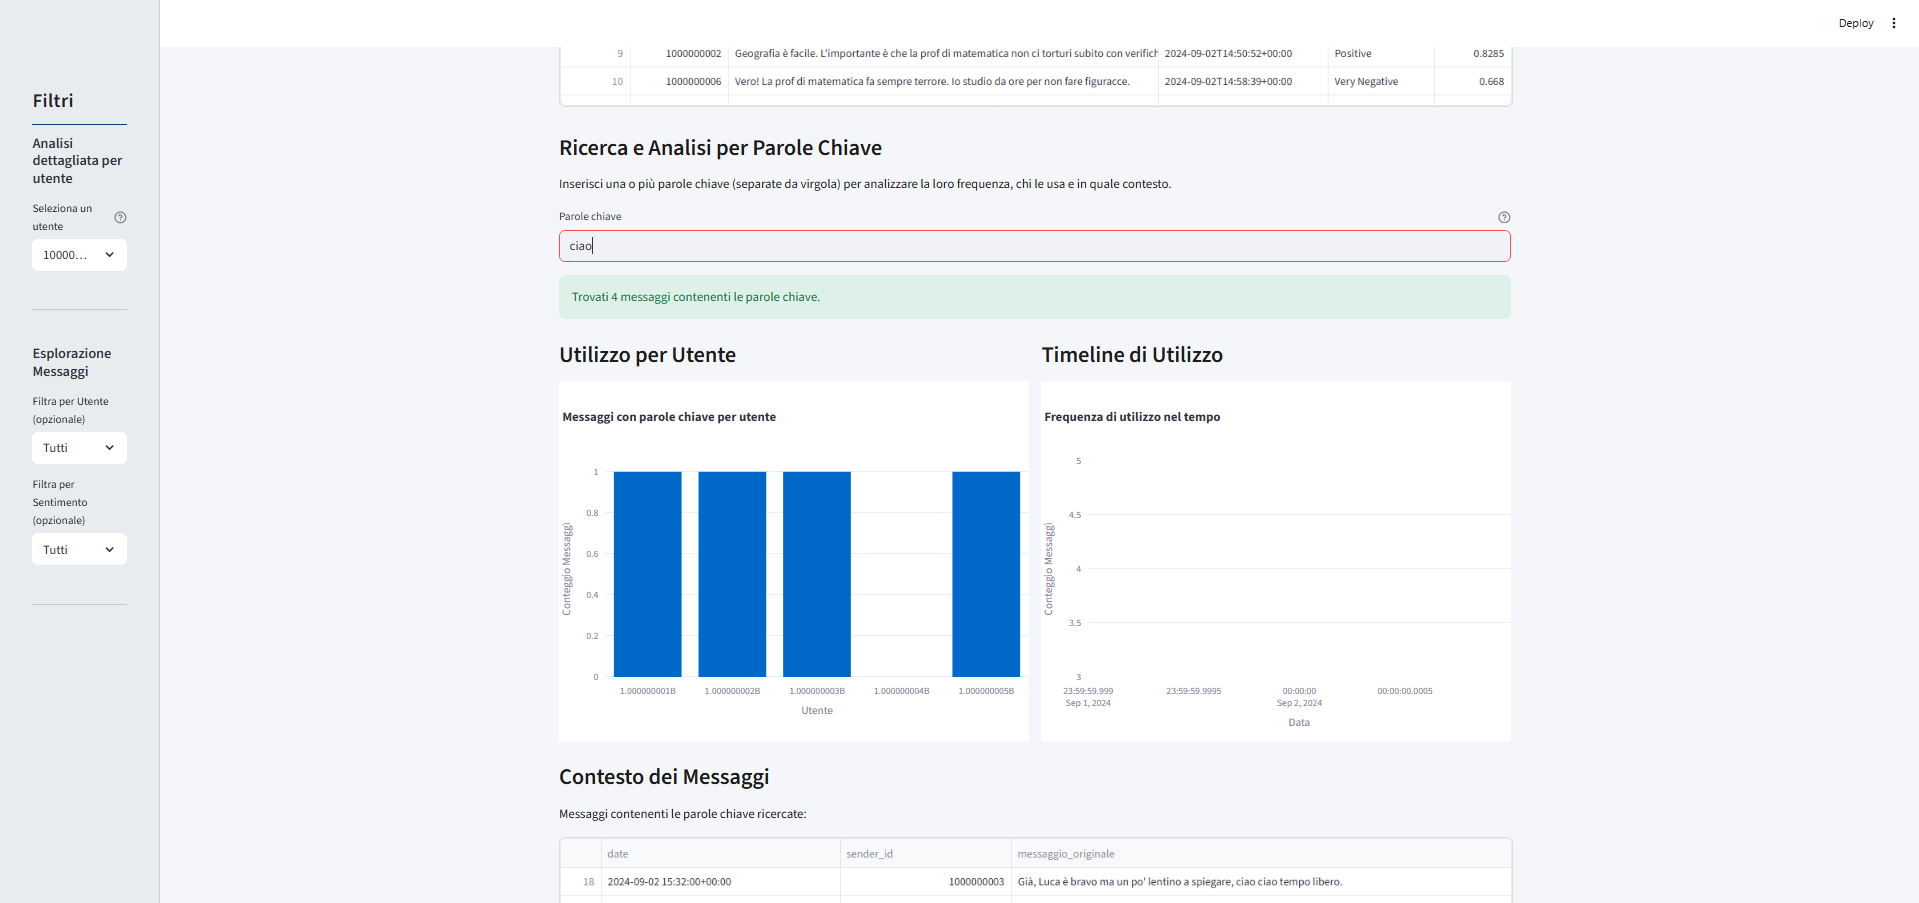 Deploy
Filtri
Analisi
dettagliata per
utente
Seleziona un
utente
10000...
Esplorazione
Messaggi
Filtra per Utente
(opzionale)
Tutti
Filtra per
Sentimento
(opzionale)
Tutti
9 1000000002 Geografia è facile. L'importante è che la prof di matematica non ci torturi subito con verifich 2024-09-02T14:50:52+00:00 Positive 0.8285
10 1000000006 Vero! La prof di matematica fa sempre terrore. Io studio da ore per non fare figuracce. 2024-09-02T14:58:39+00:00 Very Negative 0.668
Ricerca e Analisi per Parole Chiave
Inserisci una o più parole chiave (separate da virgola) per analizzare la loro frequenza, chi le usa e in quale contesto.
Parole chiave
ciao
Trovati 4 messaggi contenenti le parole chiave.
Utilizzo per Utente
Messaggi con parole chiave per utente
Conteggio Messaggi
1
0.8
0.6
0.4
0.2
0
1.000000001B 1.000000002B 1.000000003B 1.000000004B 1.000000005B
Utente
Timeline di Utilizzo
Frequenza di utilizzo nel tempo
Conteggio Messaggi
5
4.5
4
3.5
3
23:59:59.999 23:59:59.9995 00:00:00 00:00:00.0005
Sep 1, 2024 Sep 2, 2024
Data
Contesto dei Messaggi
Messaggi contenenti le parole chiave ricercate:
date sender_id messaggio_originale
18 2024-09-02 15:32:00+00:00 1000000003 Già, Luca è bravo ma un po' lentino a spiegare, ciao ciao tempo libero.